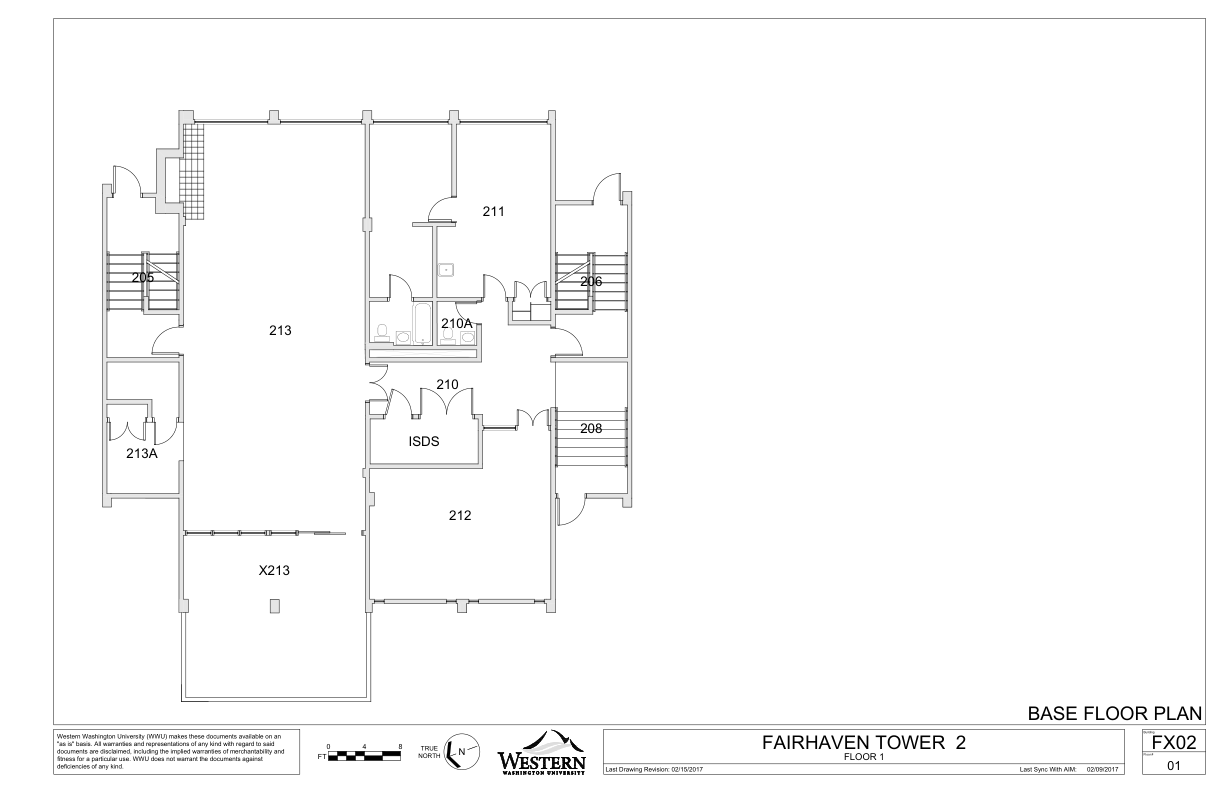 211
205
206
213
210A
210
208
ISDS
213A
212
X213
BASE FLOOR PLAN
Western Washington University (WWU) makes these documents available on an
"as is" basis. All warranties and representations of any kind with regard to said
documents are disclaimed, including the implied warranties of merchantability and
fitness for a particular use. WWU does not warrant the documents against
deficiencies of any kind.
0 4 8
FT
TRUE
NORTH
N
WESTERN
WASHINGTON UNIVERSITY
FAIRHAVEN TOWER 2
FLOOR 1
Last Drawing Revision: 02/15/2017
Last Sync With AIM: 02/09/2017
FX02
01